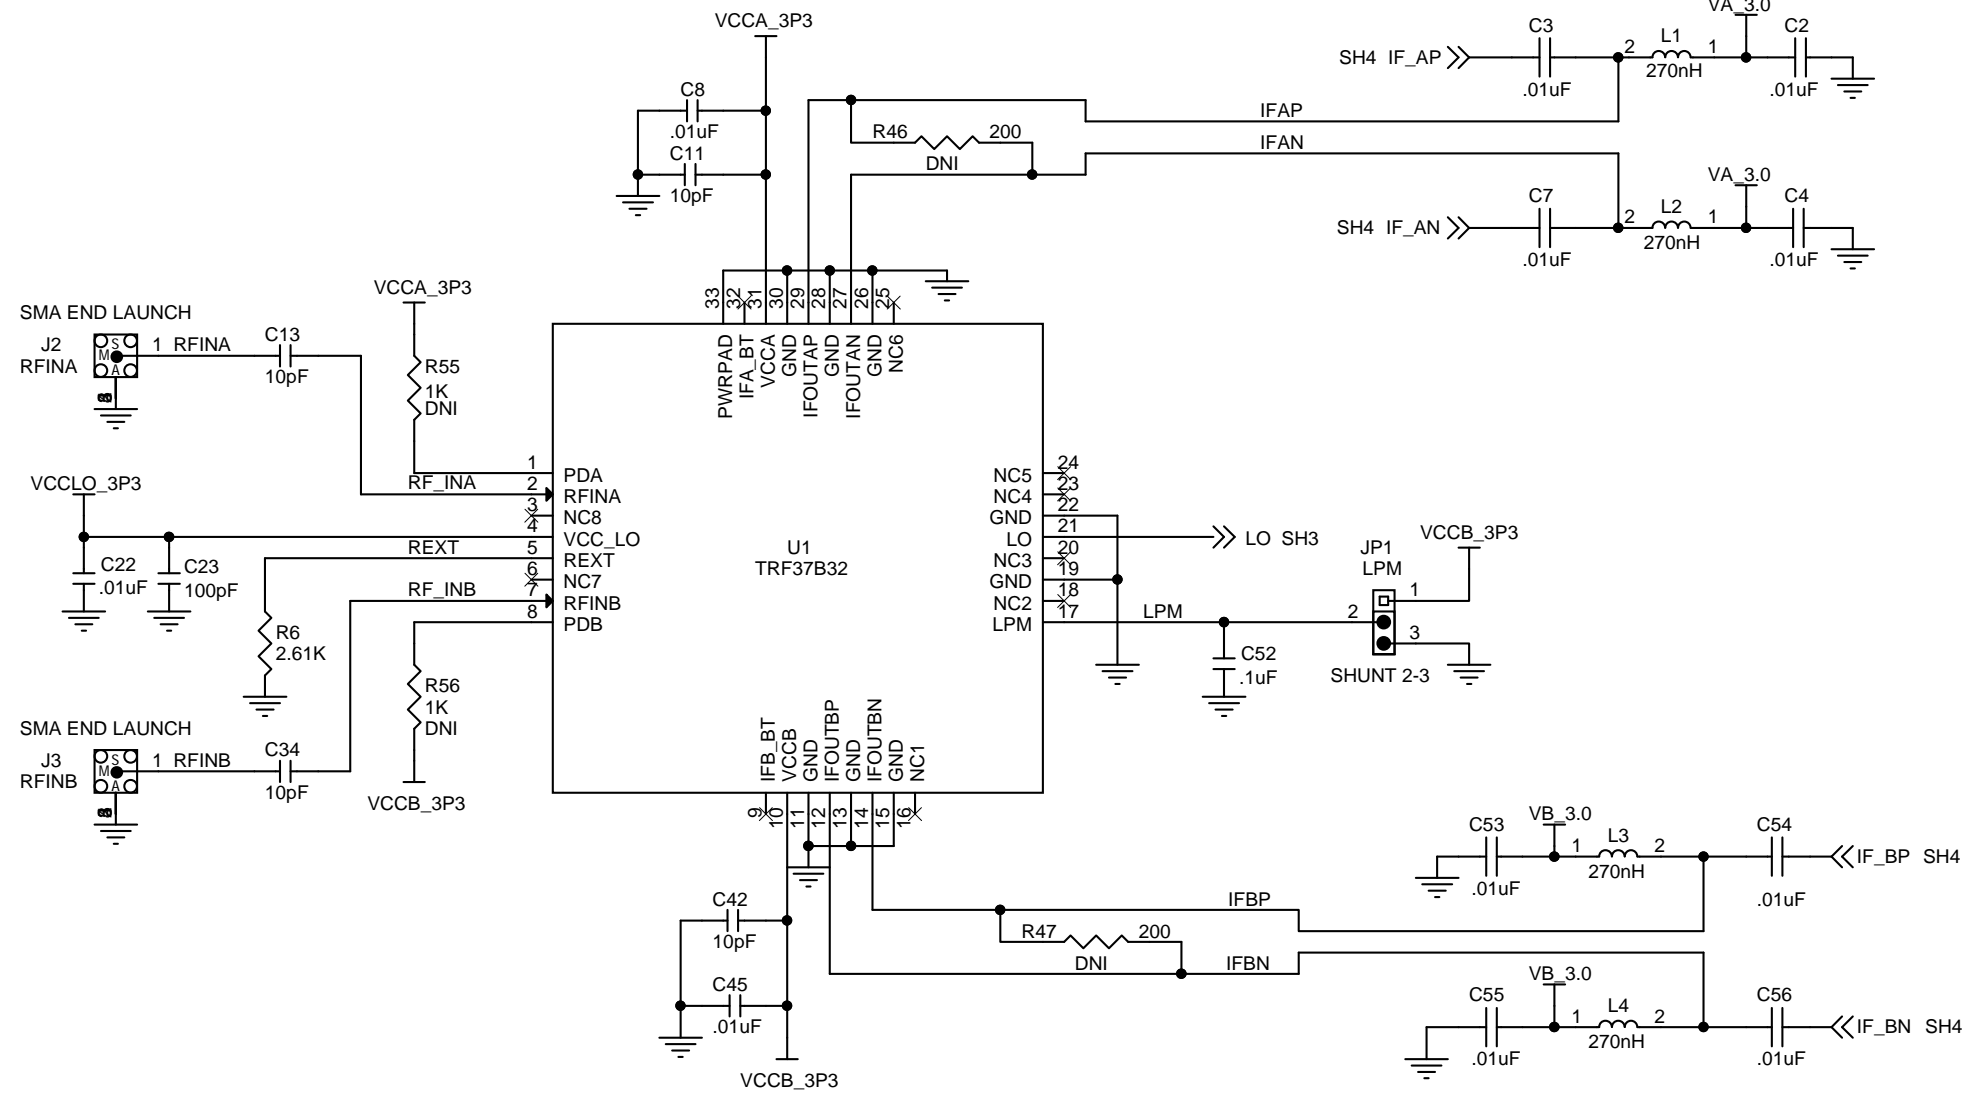 VCCA_3P3
C8
.01uF
C11
10pF
R46 200
DNI
IFAP
IFAN
SH4 IF_AP
C3
.01uF
2 L1 1
270nH
VA_3.0
C2
.01uF
SH4 IF_AN
C7
.01uF
2 L2 1
270nH
VA_3.0
C4
.01uF
SMA END LAUNCH
J2
RFINA
S
M
A
1 RFINA
C13
10pF
VCCA_3P3
R55
1K
DNI
33 32 31 30 29 28 27 26 25
PWRPAD
IFA_BT
VCCA
GND
IFOUTAP
GND
IFOUTAN
GND
NC6
VCCLO_3P3
C22
.01uF
C23
100pF
RF_INA
REXT
RF_INB
R6
2.61K
1 PDA
2 RFINA
3 NC8
4 VCC_LO
5 REXT
6 NC7
7 RFINB
8 PDB
U1
TRF37B32
NC5 24
NC4 23
GND 22
LO 21
NC3 20
GND 19
NC2 18
LPM 17
LO SH3
LPM
C52
.1uF
JP1
LPM
VCCB_3P3
1
2
3
SHUNT 2-3
R56
1K
DNI
VCCB_3P3
SMA END LAUNCH
J3
RFINB
S
M
A
1 RFINB
C34
10pF
IFB_BT
VCCB
GND
IFOUTBP
GND
IFOUTBN
GND
NC1
9 10 11 12 13 14 15 16
C42
10pF
C45
.01uF
VCCB_3P3
IFBP
R47 200
DNI
IFBN
C53
.01uF
VB_3.0
1 L3 2
270nH
C54
.01uF
IF_BP SH4
C55
.01uF
VB_3.0
1 L4 2
270nH
C56
.01uF
IF_BN SH4